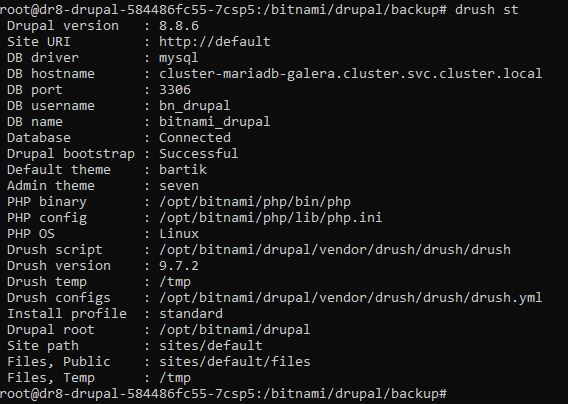 root@dr8-drupal-584486fc55-7csp5:/bitnami/drupal/backup# drush st
Drupal version : 8.8.6
Site URI : http://default
DB driver : mysql
DB hostname : cluster-mariadb-galera.cluster.svc.cluster.local
DB port : 3306
DB username : bn_drupal
DB name : bitnami_drupal
Database : Connected
Drupal bootstrap : Successful
Default theme : bartik
Admin theme : seven
PHP binary : /opt/bitnami/php/bin/php
PHP config : /opt/bitnami/php/lib/php.ini
PHP OS : Linux
Drush script : /opt/bitnami/drupal/vendor/drush/drush/drush
Drush version : 9.7.2
Drush temp : /tmp
Drush configs : /opt/bitnami/drupal/vendor/drush/drush/drush.yml
Install profile : standard
Drupal root : /opt/bitnami/drupal
Site path : sites/default
Files, Public : sites/default/files
Files, Temp : /tmp
root@dr8-drupal-584486fc55-7csp5:/bitnami/drupal/backup#